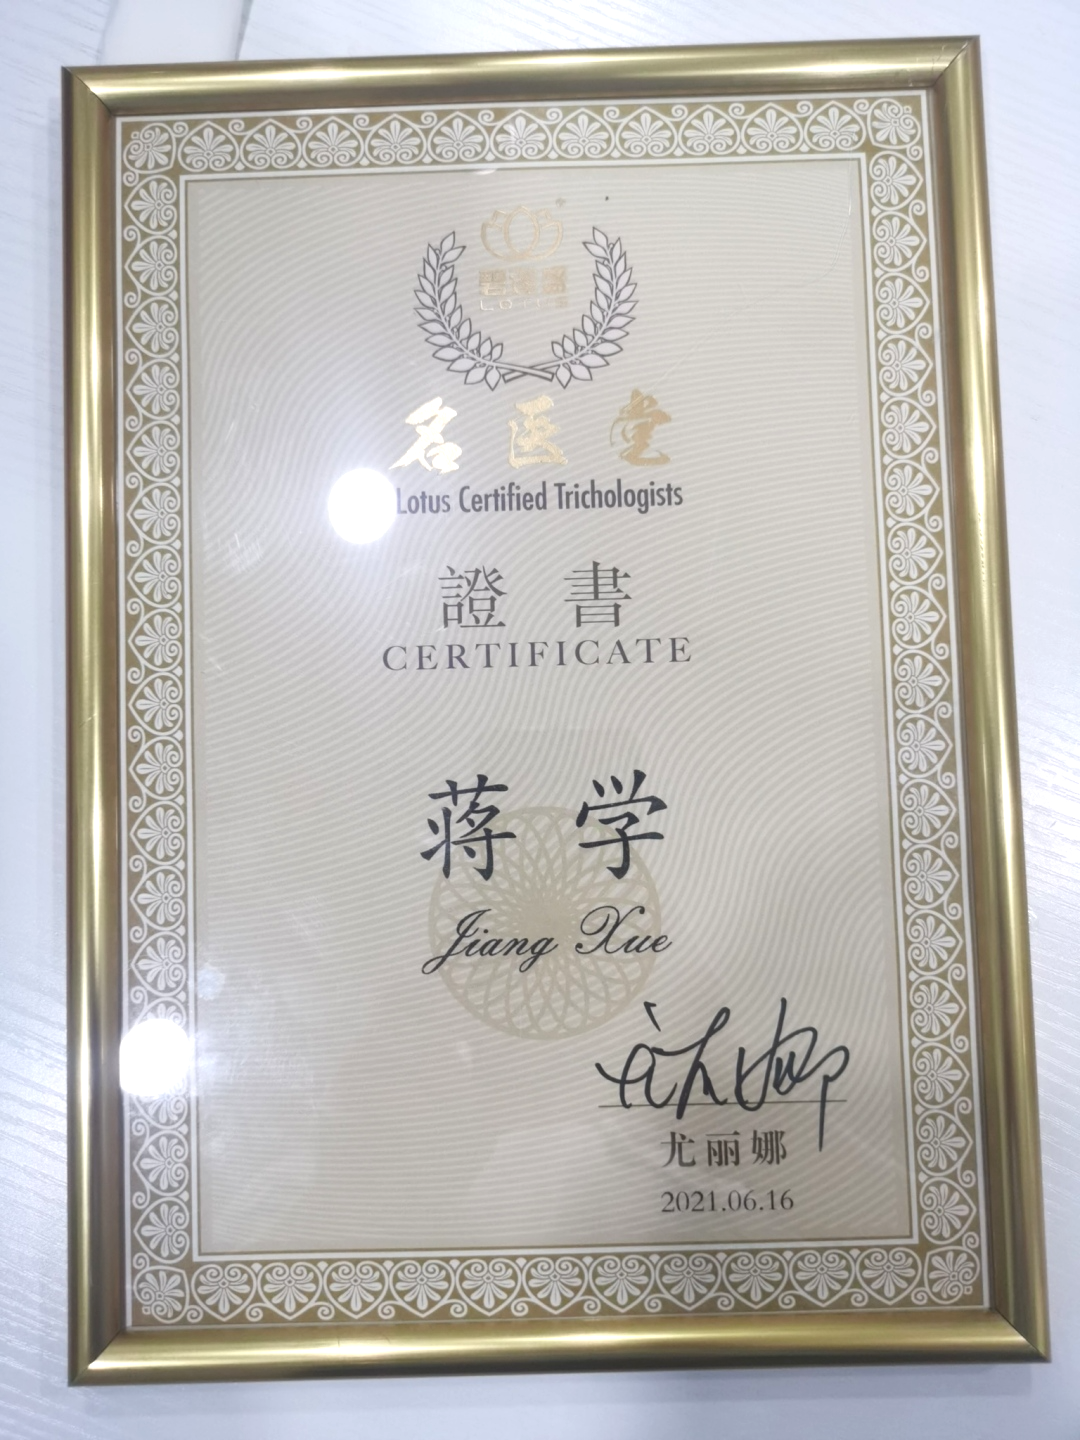 LOTUS
名医堂
Lotus Certified Trichologists
證書
CERTIFICATE
蒋学
Jiang Xue
尤丽娜
2021.06.16